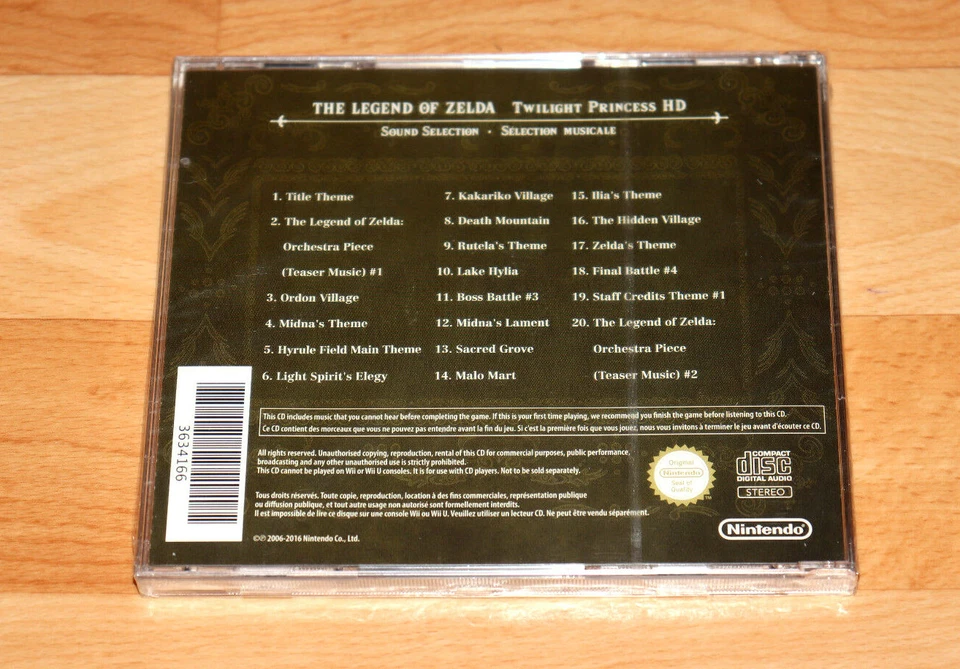 THE LEGEND OF ZELDA TWILIGHT PRINCESS HD
SOUND SELECTION · SÉLECTION MUSICALE
1. Title Theme
2. The Legend of Zelda:
Orchestra Piece
(Teaser Music) #1
3. Ordon Village
4. Midna's Theme
5. Hyrule Field Main Theme
6. Light Spirit's Elegy
7. Kakariko Village
8. Death Mountain
9. Rutela's Theme
10. Lake Hylia
11. Boss Battle #3
12. Midna's Lament
13. Sacred Grove
14. Malo Mart
15. Ilia's Theme
16. The Hidden Village
17. Zelda's Theme
18. Final Battle #4
19. Staff Credits Theme #1
20. The Legend of Zelda:
Orchestra Piece
(Teaser Music) #2
This CD includes music that you cannot hear before completing the game. If this is your first time playing, we recommend you finish the game before listening to this CD.
Ce CD contient des morceaux que vous ne pouvez pas entendre avant la fin du jeu. Si c'est la première fois que vous jouez, nous vous invitons à terminer le jeu avant d'écouter ce CD.
3634166
All rights reserved. Unauthorised copying, reproduction, rental of this CD for commercial purposes, public performance,
broadcasting and any other unauthorised use is strictly prohibited.
This CD cannot be played on Wii or Wii U consoles. It is for use with CD players. Not to be sold separately.
Tous droits réservés. Toute copie, reproduction, location à des fins commerciales, représentation publique
ou diffusion publique, et tout autre usage non autorisé sont formellement interdits.
Il est impossible de lire ce disque sur une console Wii ou Wii U. Veuillez utiliser un lecteur CD. Ne peut être vendu séparément.
©℗ 2006-2016 Nintendo Co., Ltd.
Original
Nintendo
Seal of
Quality
TM
COMPACT
disc
DIGITAL AUDIO
STEREO
Nintendo®